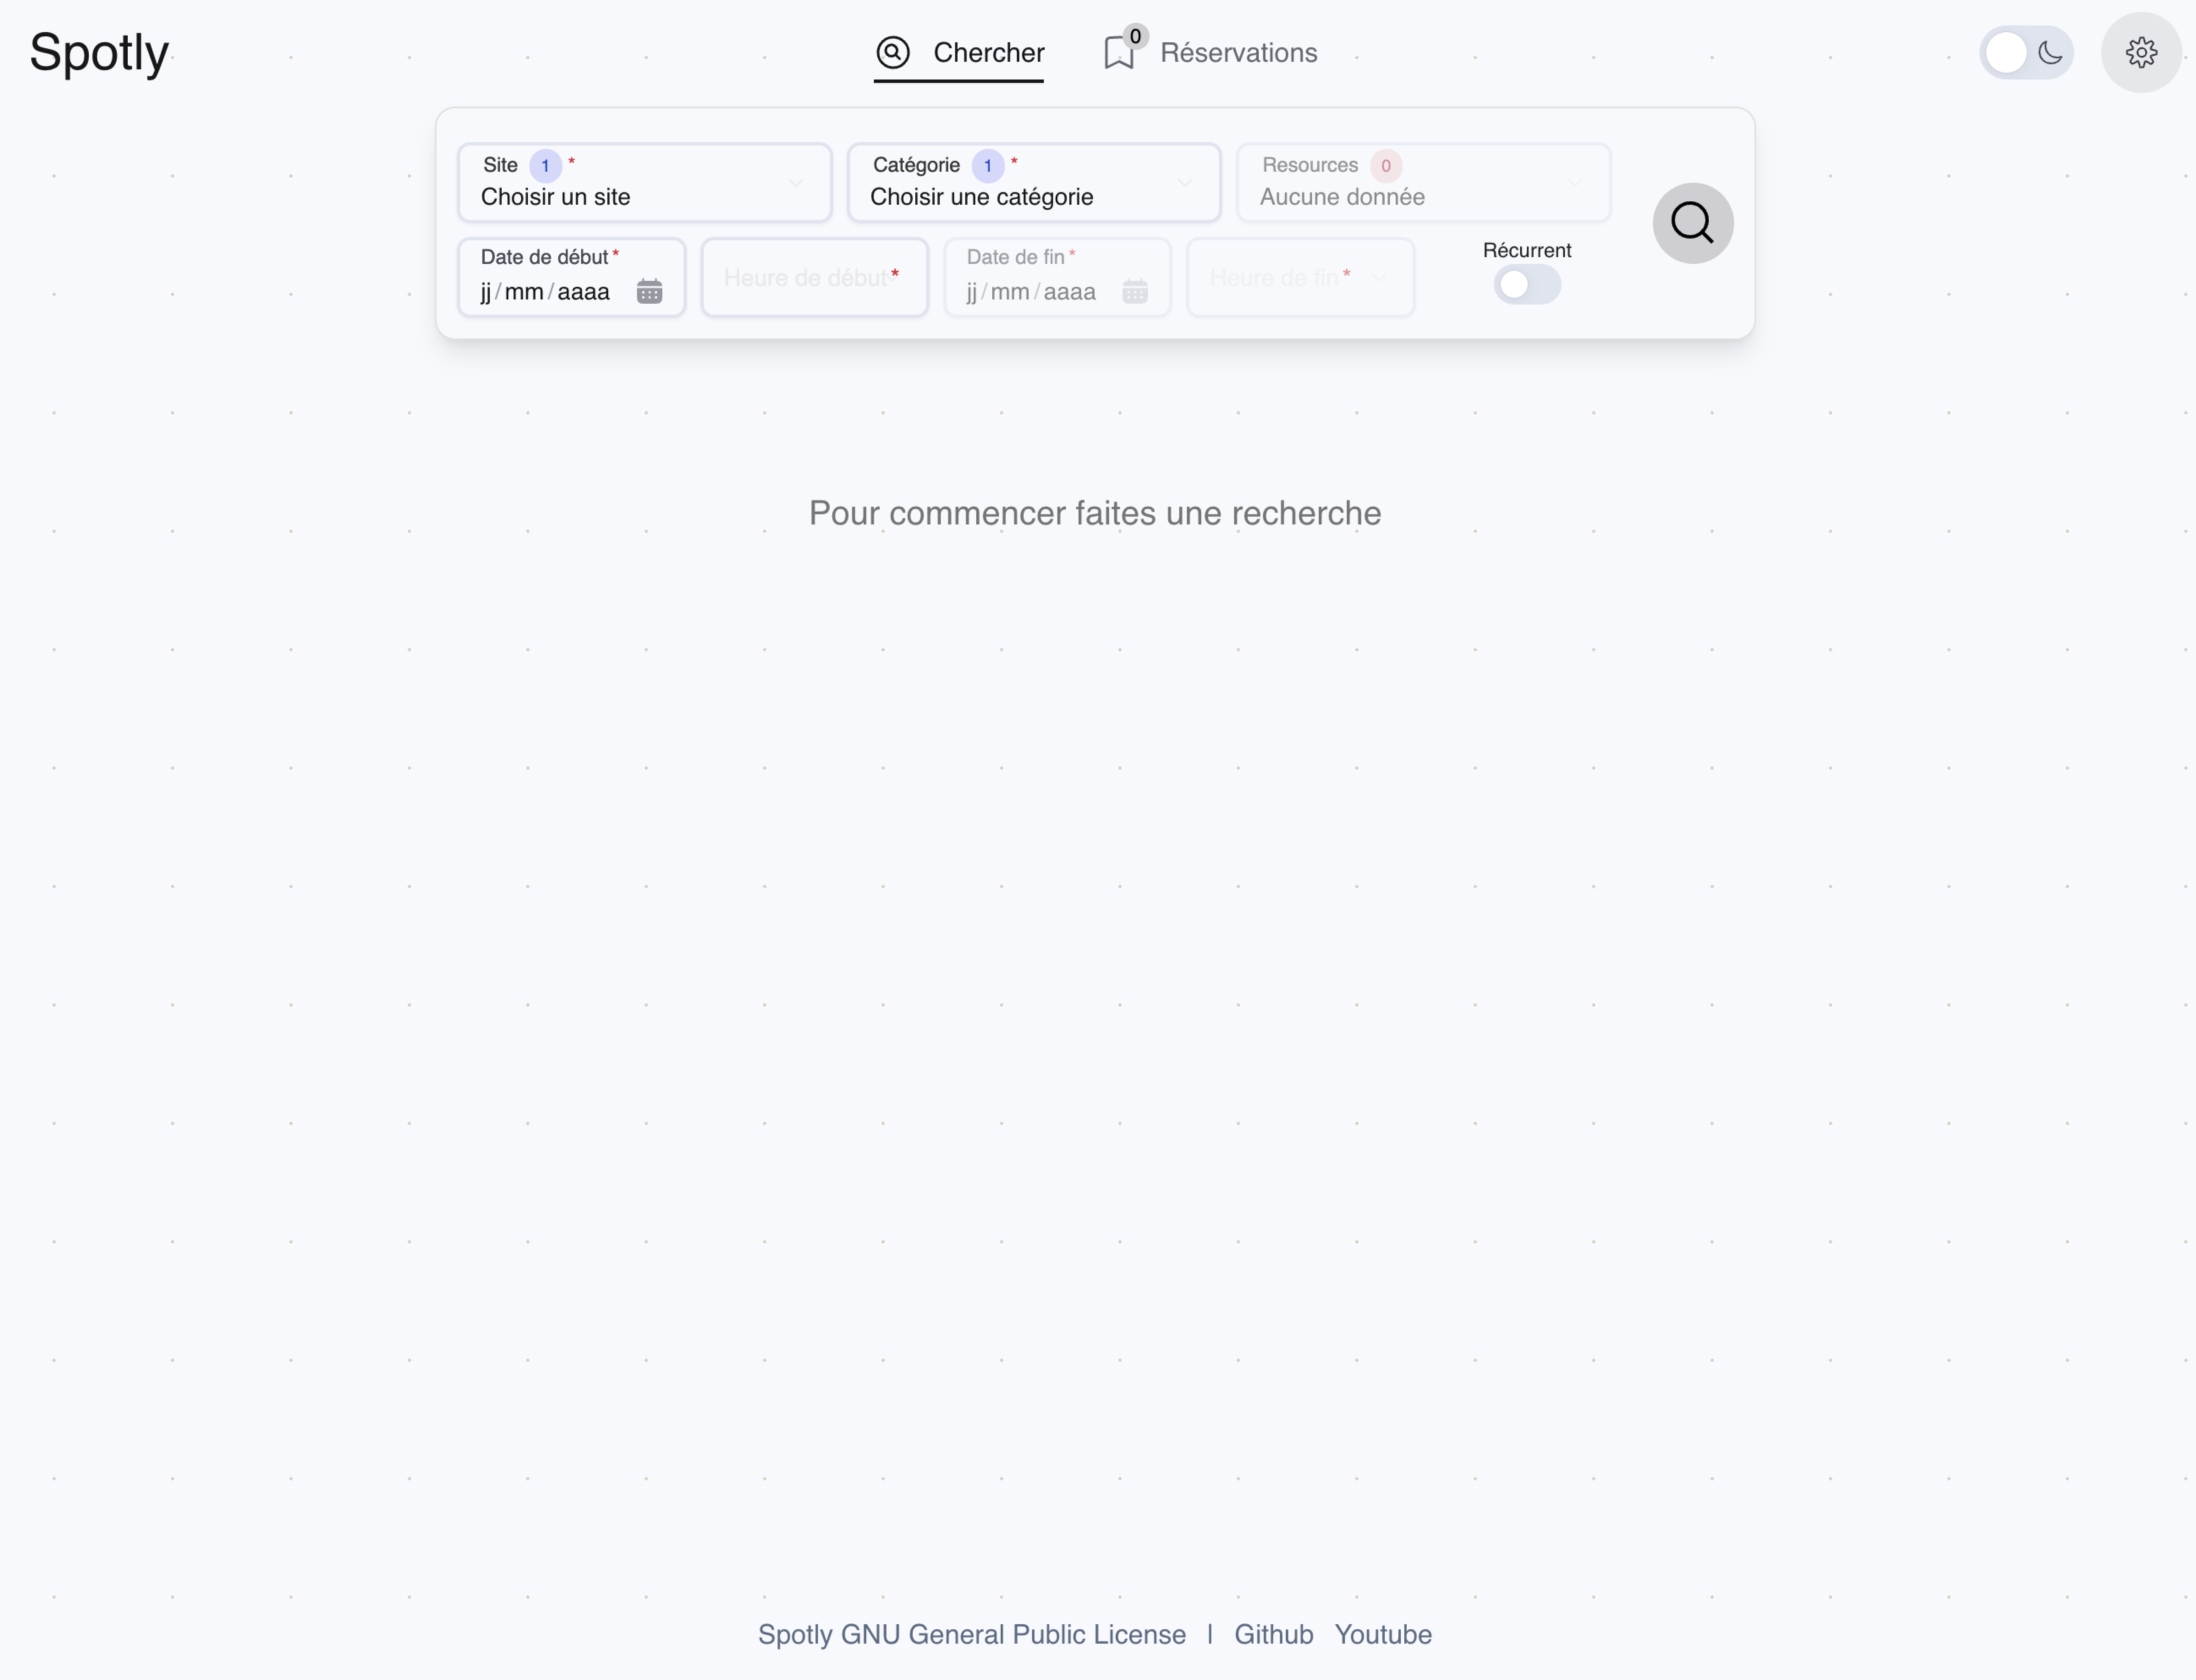 Spotly
Chercher
0
Réservations
Site 1 *
Choisir un site
Catégorie 1 *
Choisir une catégorie
Resources 0
Aucune donnée
Date de début *
jj/mm/aaaa
Heure de début *
Date de fin *
jj/mm/aaaa
Heure de fin *
Récurrent
Pour commencer faites une recherche
Spotly GNU General Public License | Github Youtube